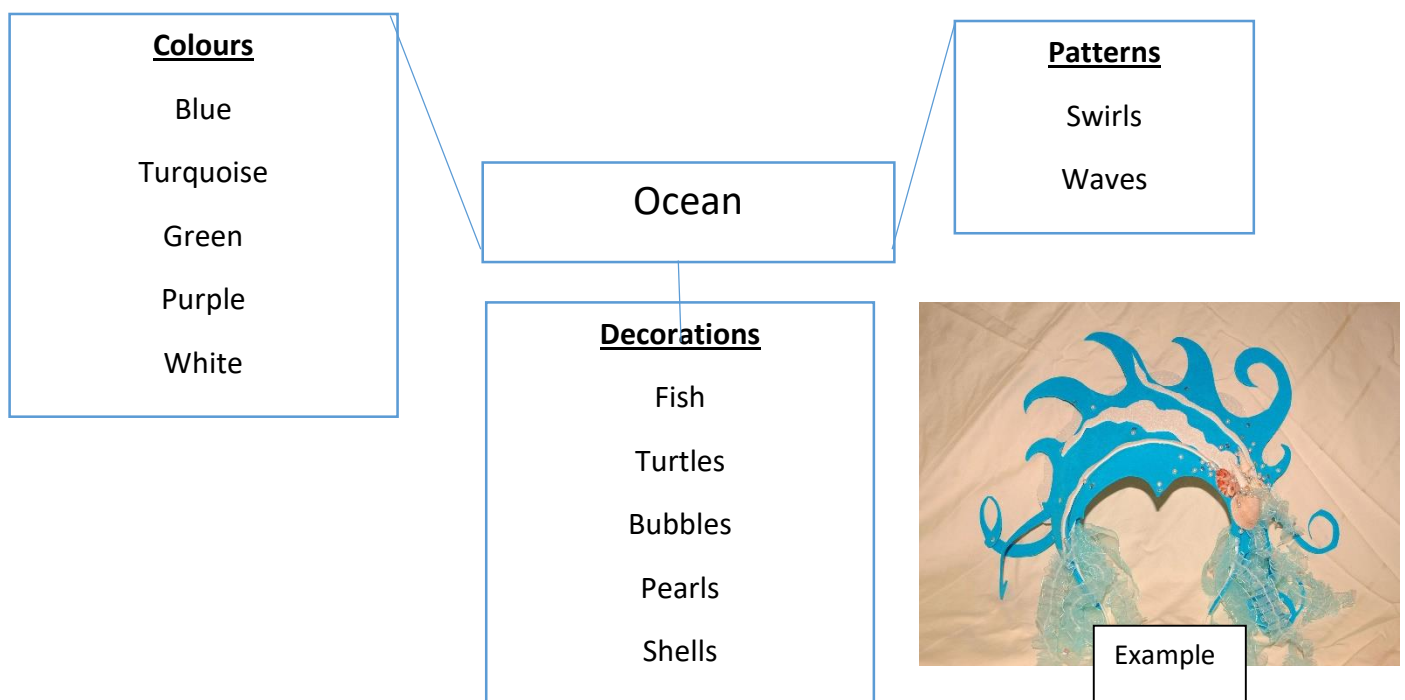 Colours
Blue
Turquoise
Green
Purple
White
Ocean
Patterns
Swirls
Waves
Decorations
Fish
Turtles
Bubbles
Pearls
Shells
Example